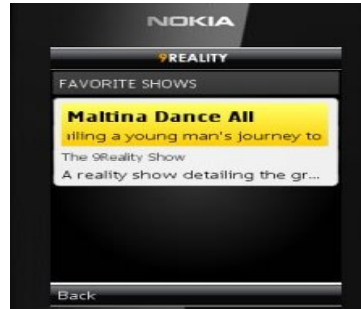 NOKIA
9REALITY
FAVORITE SHOWS
Maltina Dance All
iling a young man's journey to
The 9Reality Show
A reality show detailing the gr...
Back